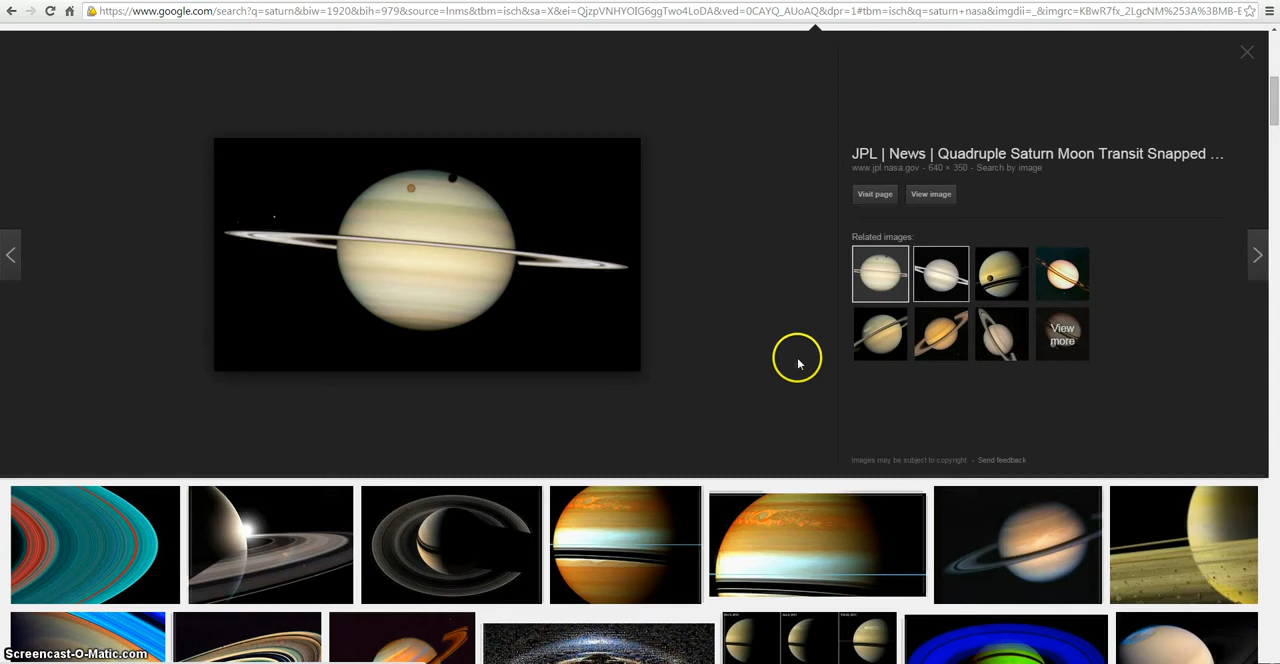 https://www.google.com/search?q=saturn&biw=1920&bih=979&source=lnms&tbm=isch&sa=X&ei=QjzpVNHYOIG6ggTwo4LoDA&ved=0CAYQ_AUoAQ&dpr=1#tbm=isch&q=saturn+nasa&imgdii=_&imgrc=KBwR7fx_2LgcNM%253A%3BMB-E
JPL | News | Quadruple Saturn Moon Transit Snapped ...
www.jpl.nasa.gov - 640 × 350 - Search by image
Visit page View image
Related images:
View
more
Images may be subject to copyright. - Send feedback
Screencast-O-Matic.com